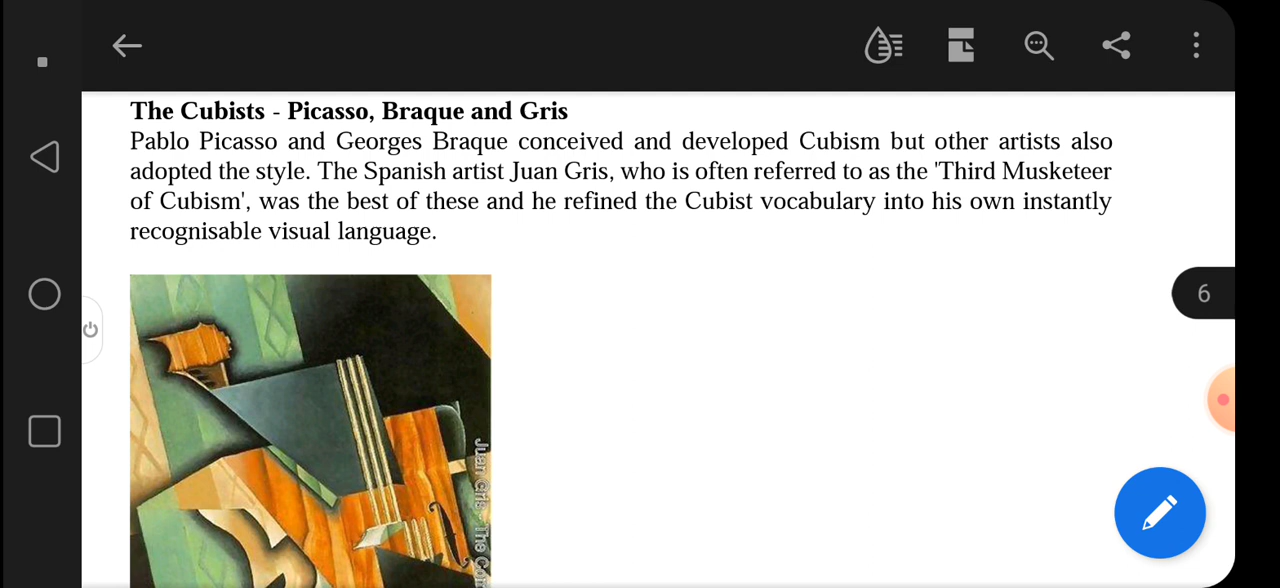 The Cubists - Picasso, Braque and Gris
Pablo Picasso and Georges Braque conceived and developed Cubism but other artists also
adopted the style. The Spanish artist Juan Gris, who is often referred to as the 'Third Musketeer
of Cubism', was the best of these and he refined the Cubist vocabulary into his own instantly
recognisable visual language.
6
Juan Gris - The